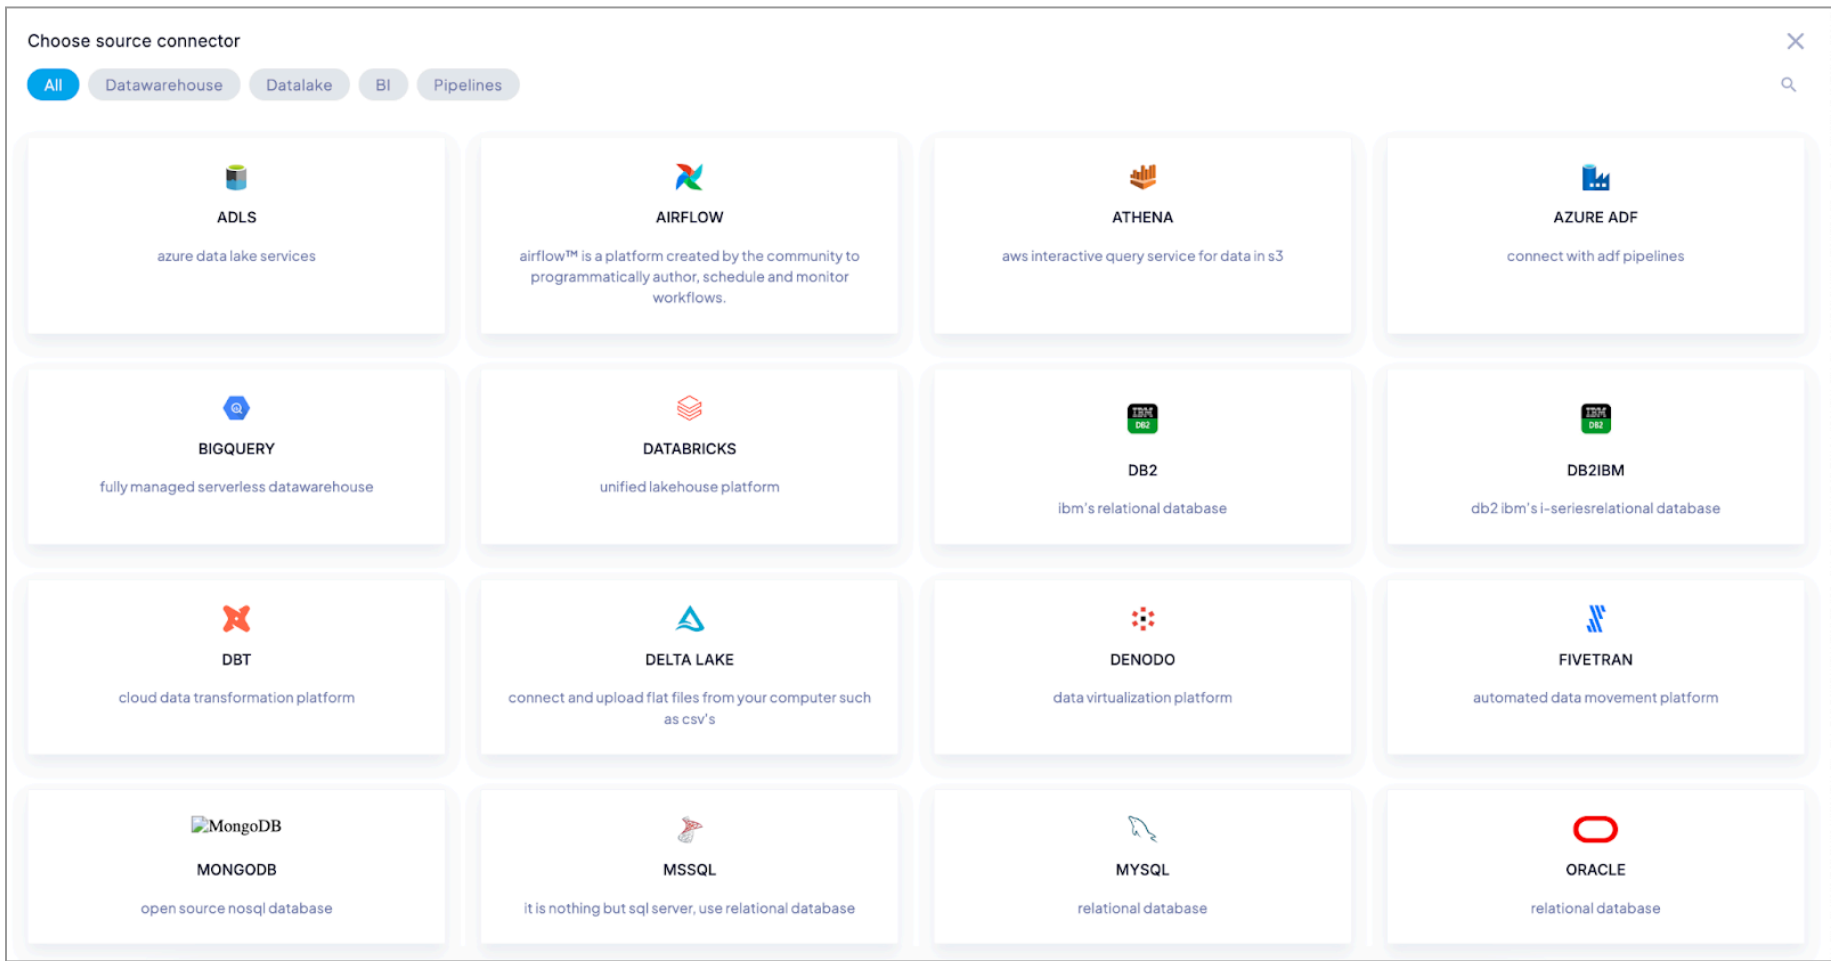 Choose source connector
All
Datawarehouse
Datalake
BI
Pipelines
ADLS
azure data lake services
AIRFLOW
airflow™ is a platform created by the community to
programmatically author, schedule and monitor
workflows.
ATHENA
aws interactive query service for data in s3
AZURE ADF
connect with adf pipelines
BIGQUERY
fully managed serverless datawarehouse
DATABRICKS
unified lakehouse platform
IBM
DB2
DB2
ibm's relational database
IBM
DB2
DB2IBM
db2 ibm's i-seriesrelational database
DBT
cloud data transformation platform
DELTA LAKE
connect and upload flat files from your computer such
as csv's
DENODO
data virtualization platform
FIVETRAN
automated data movement platform
MongoDB
MONGODB
open source nosql database
MSSQL
it is nothing but sql server, use relational database
MYSQL
relational database
ORACLE
relational database